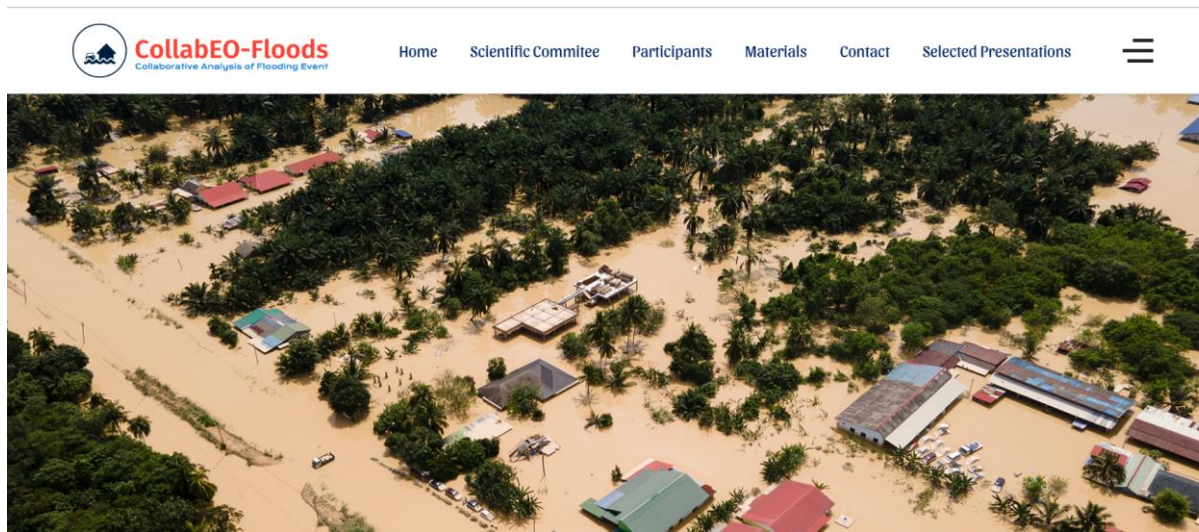 CollabEO-Floods
Collaborative Analysis of Flooding Event
Home Scientific Commitee Participants Materials Contact Selected Presentations